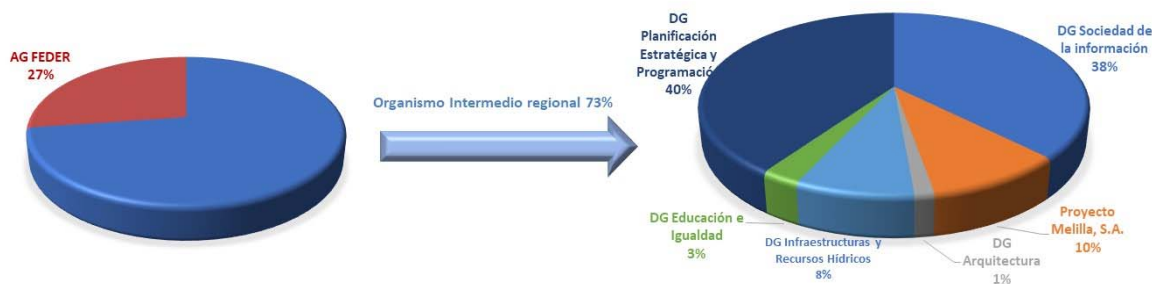 AG FEDER
27%
Organismo Intermedio regional 73%
DG
Planificación
Estratégica y
Programació
40%
DG Sociedad de
la información
38%
DG Educación e
Igualdad
3%
DG Infraestructuras y
Recursos Hídricos
8%
DG
Arquitectura
1%
Proyecto
Melilla, S.A.
10%